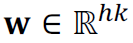 𝐰 ∈ ℝ^{hk}